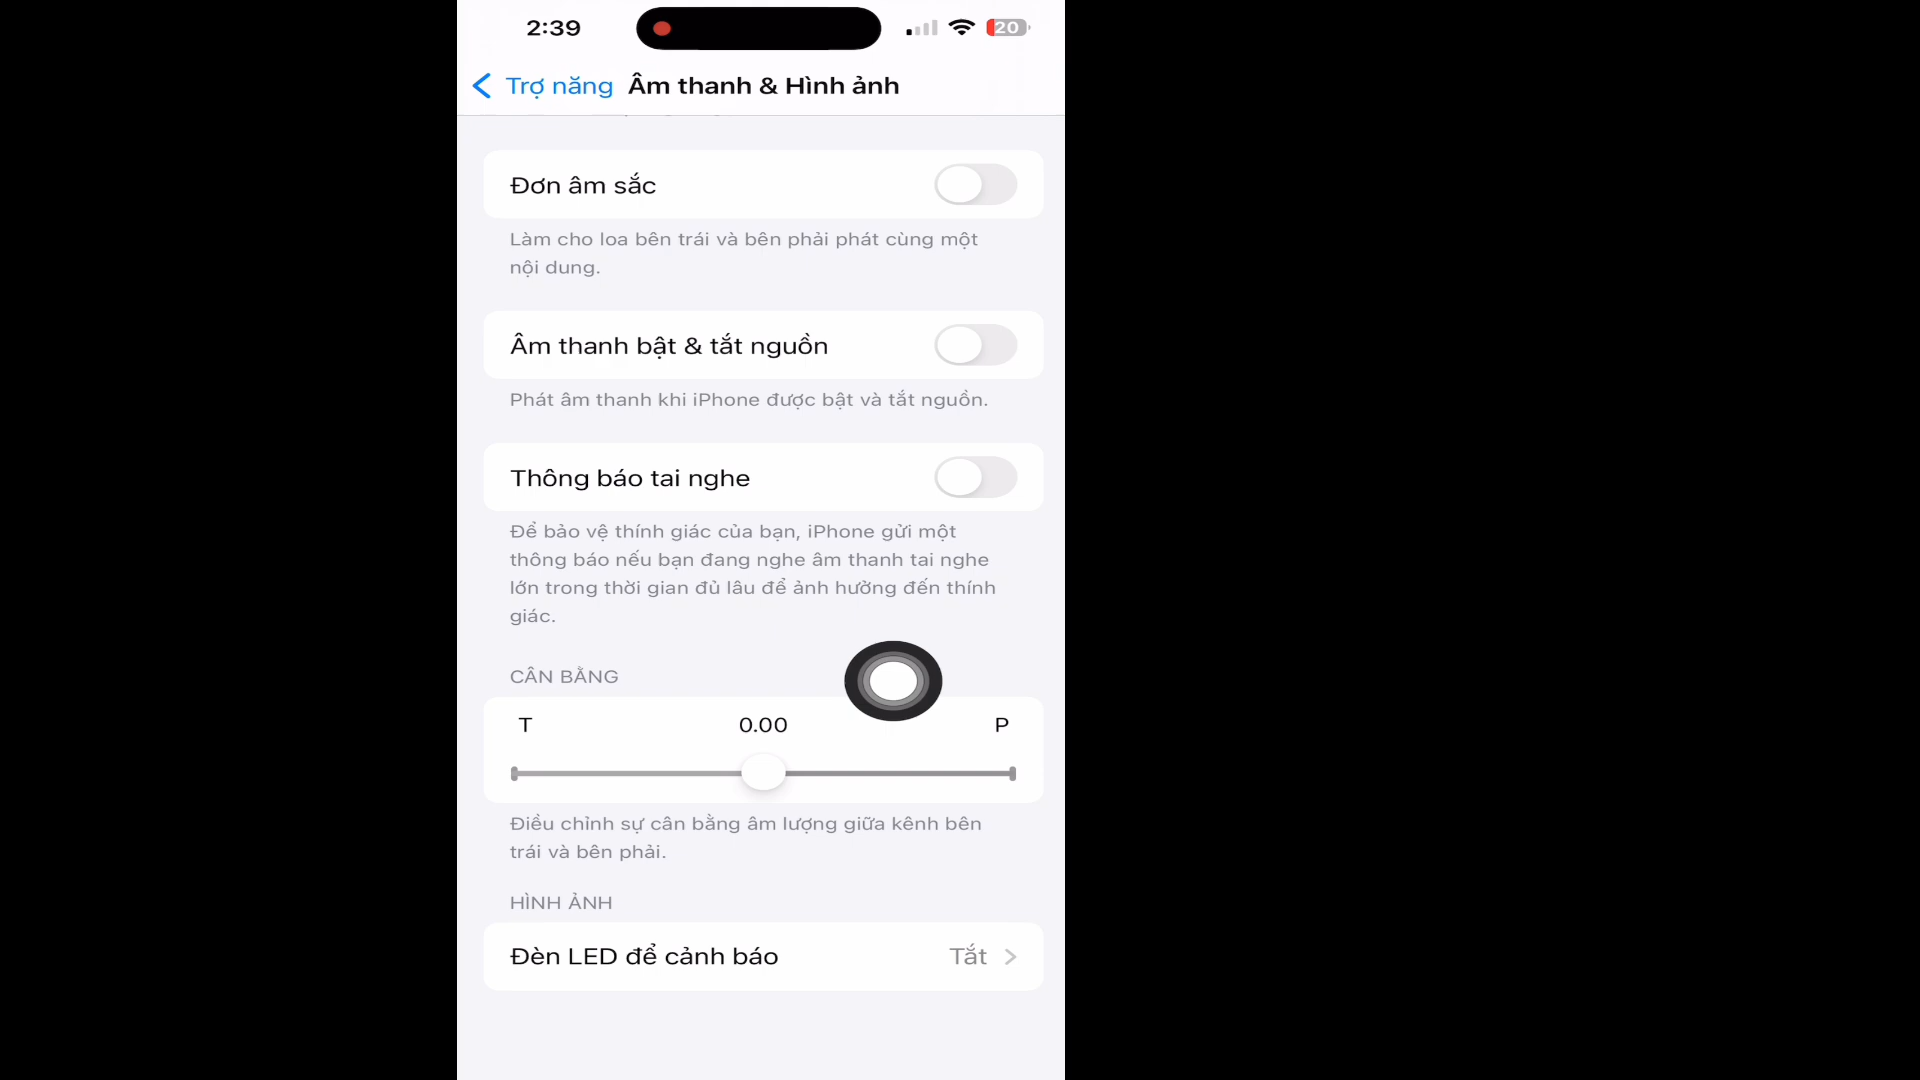 2:39
20
Trợ năng Âm thanh & Hình ảnh
Đơn âm sắc
Làm cho loa bên trái và bên phải phát cùng một
nội dung.
Âm thanh bật & tắt nguồn
Phát âm thanh khi iPhone được bật và tắt nguồn.
Thông báo tai nghe
Để bảo vệ thính giác của bạn, iPhone gửi một
thông báo nếu bạn đang nghe âm thanh tai nghe
lớn trong thời gian đủ lâu để ảnh hưởng đến thính
giác.
CÂN BẰNG
T 0.00 P
Điều chỉnh sự cân bằng âm lượng giữa kênh bên
trái và bên phải.
HÌNH ẢNH
Đèn LED để cảnh báo Tắt